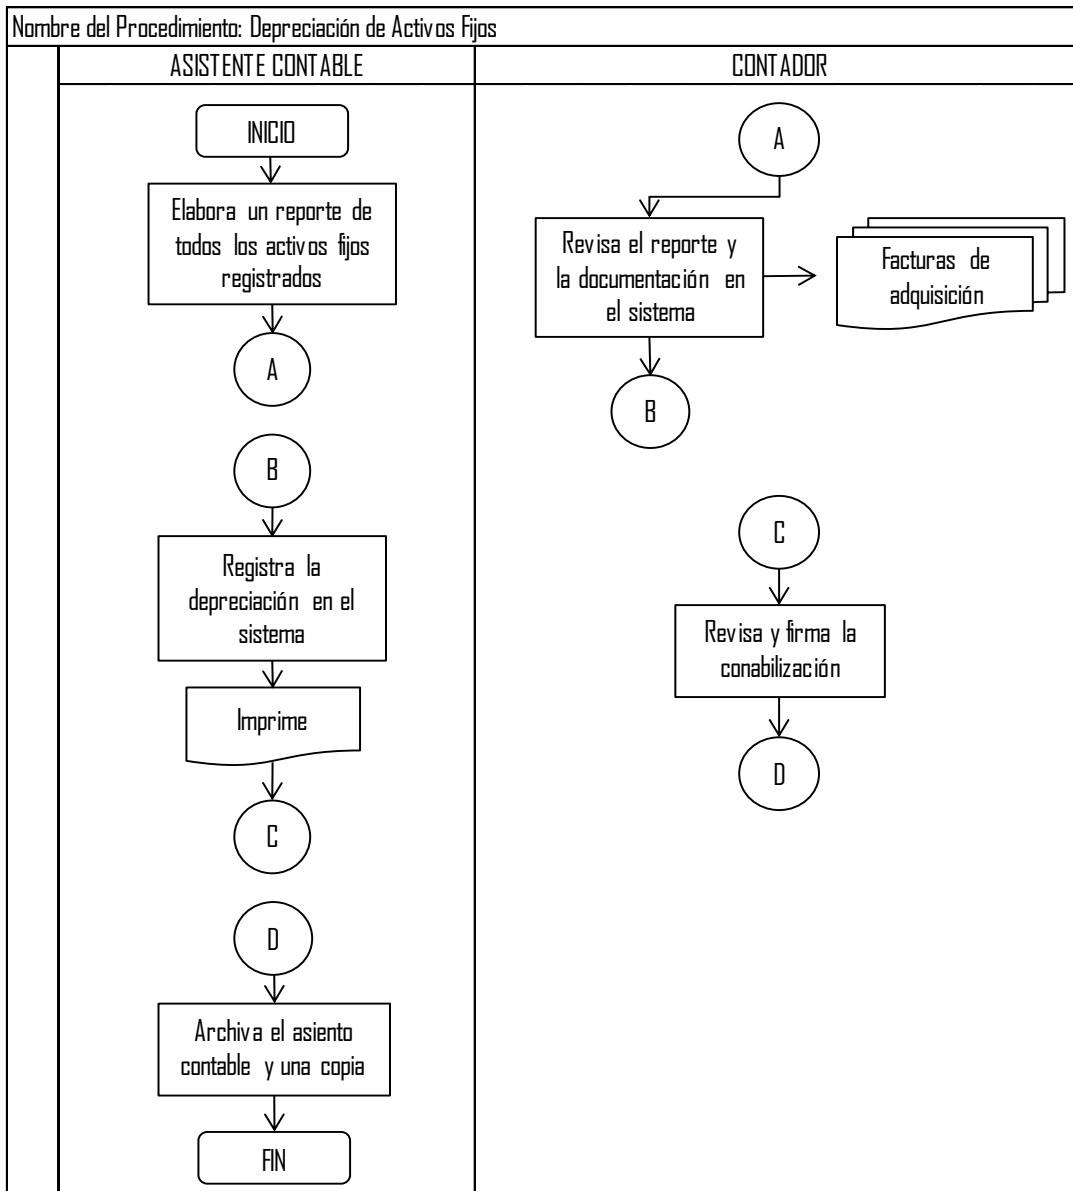 Nombre del Procedimiento: Depreciación de Activos Fijos
ASISTENTE CONTABLE
CONTADOR
INICIO
Elabora un reporte de
todos los activos fijos
registrados
A
B
Registra la
depreciación en el
sistema
Imprime
C
D
Archiva el asiento
contable y una copia
FIN
A
Revisa el reporte y
la documentación en
el sistema
Facturas de
adquisición
B
C
Revisa y firma la
conabilización
D